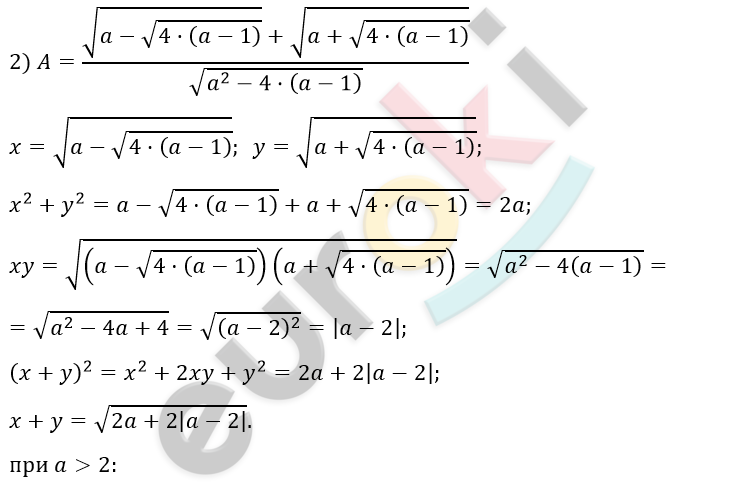 2) A = (√(a − √(4 · (a − 1))) + √(a + √(4 · (a − 1)))) / √(a² − 4 · (a − 1))
x = √(a − √(4 · (a − 1))); y = √(a + √(4 · (a − 1)));
x² + y² = a − √(4 · (a − 1)) + a + √(4 · (a − 1)) = 2a;
xy = √((a − √(4 · (a − 1)))(a + √(4 · (a − 1)))) = √(a² − 4(a − 1)) =
= √(a² − 4a + 4) = √((a − 2)²) = |a − 2|;
(x + y)² = x² + 2xy + y² = 2a + 2|a − 2|;
x + y = √(2a + 2|a − 2|).
при a > 2:
euroki